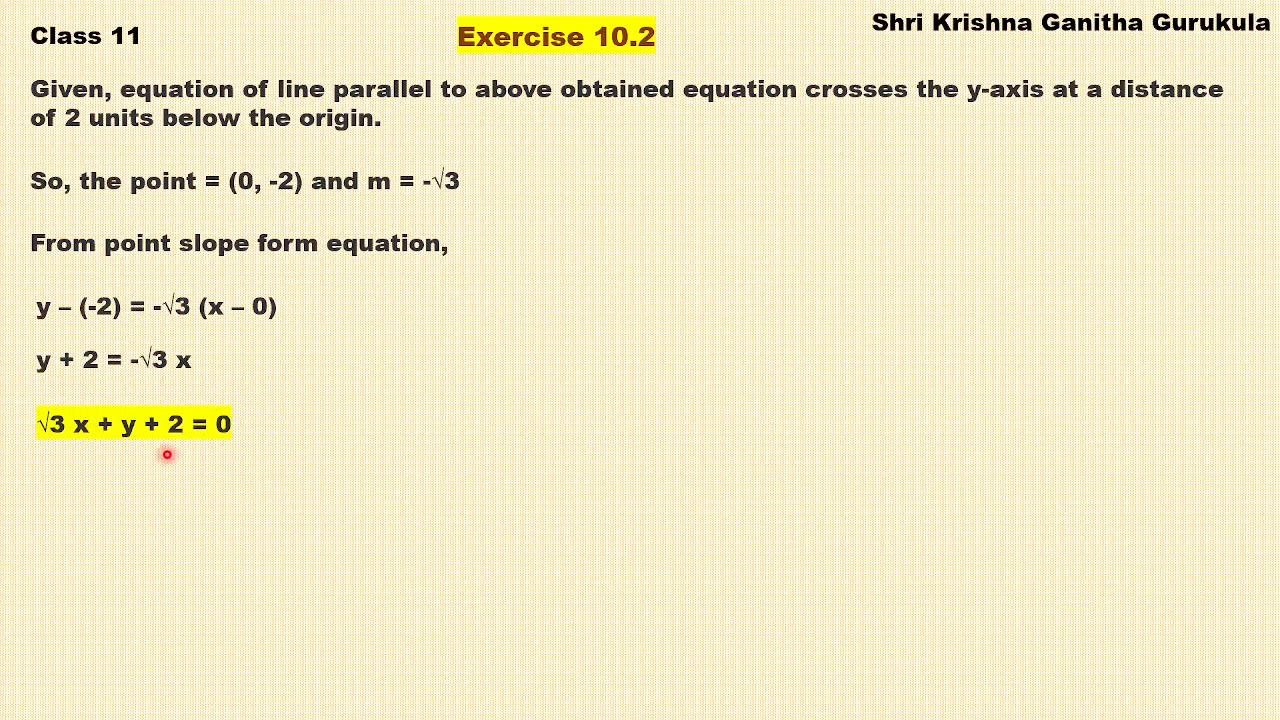 Class 11
Exercise 10.2
Shri Krishna Ganitha Gurukula
Given, equation of line parallel to above obtained equation crosses the y-axis at a distance
of 2 units below the origin.
So, the point = (0, -2) and m = -√3
From point slope form equation,
y – (-2) = -√3 (x – 0)
y + 2 = -√3 x
√3 x + y + 2 = 0